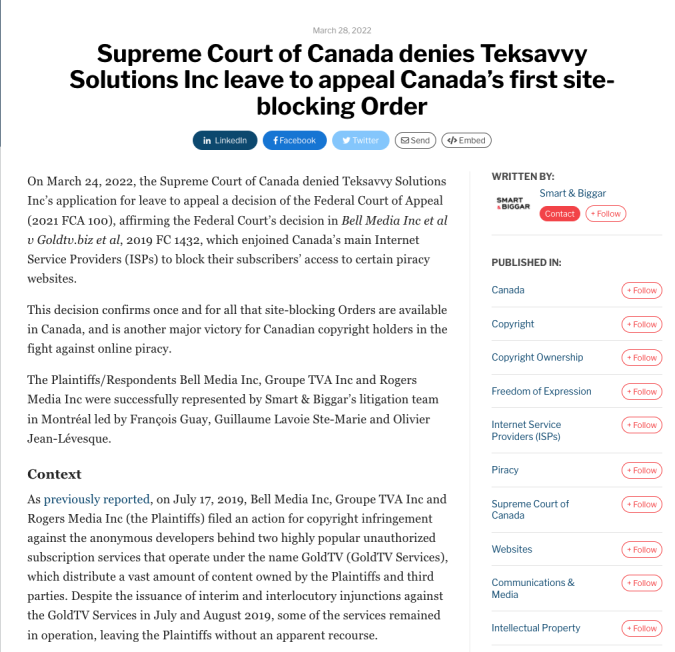 March 28, 2022
Supreme Court of Canada denies Teksavvy
Solutions Inc leave to appeal Canada's first site-
blocking Order
in LinkedIn
f Facebook
Twitter
Send
</> Embed
On March 24, 2022, the Supreme Court of Canada denied Teksavvy Solutions
Inc's application for leave to appeal a decision of the Federal Court of Appeal
(2021 FCA 100), affirming the Federal Court's decision in Bell Media Inc et al
v Goldtv.biz et al, 2019 FC 1432, which enjoined Canada's main Internet
Service Providers (ISPs) to block their subscribers' access to certain piracy
websites.
This decision confirms once and for all that site-blocking Orders are available
in Canada, and is another major victory for Canadian copyright holders in the
fight against online piracy.
The Plaintiffs/Respondents Bell Media Inc, Groupe TVA Inc and Rogers
Media Inc were successfully represented by Smart & Biggar's litigation team
in Montréal led by François Guay, Guillaume Lavoie Ste-Marie and Olivier
Jean-Lévesque.
Context
As previously reported, on July 17, 2019, Bell Media Inc, Groupe TVA Inc and
Rogers Media Inc (the Plaintiffs) filed an action for copyright infringement
against the anonymous developers behind two highly popular unauthorized
subscription services that operate under the name GoldTV (GoldTV Services),
which distribute a vast amount of content owned by the Plaintiffs and third
parties. Despite the issuance of interim and interlocutory injunctions against
the GoldTV Services in July and August 2019, some of the services remained
in operation, leaving the Plaintiffs without an apparent recourse.
WRITTEN BY:
SMART
& BIGGAR
Smart & Biggar
Contact
+ Follow
PUBLISHED IN:
Canada
+ Follow
Copyright
+ Follow
Copyright Ownership
+ Follow
Freedom of Expression
+ Follow
Internet Service
Providers (ISPs)
+ Follow
Piracy
+ Follow
Supreme Court of
Canada
+ Follow
Websites
+ Follow
Communications &
Media
+ Follow
Intellectual Property
+ Follow